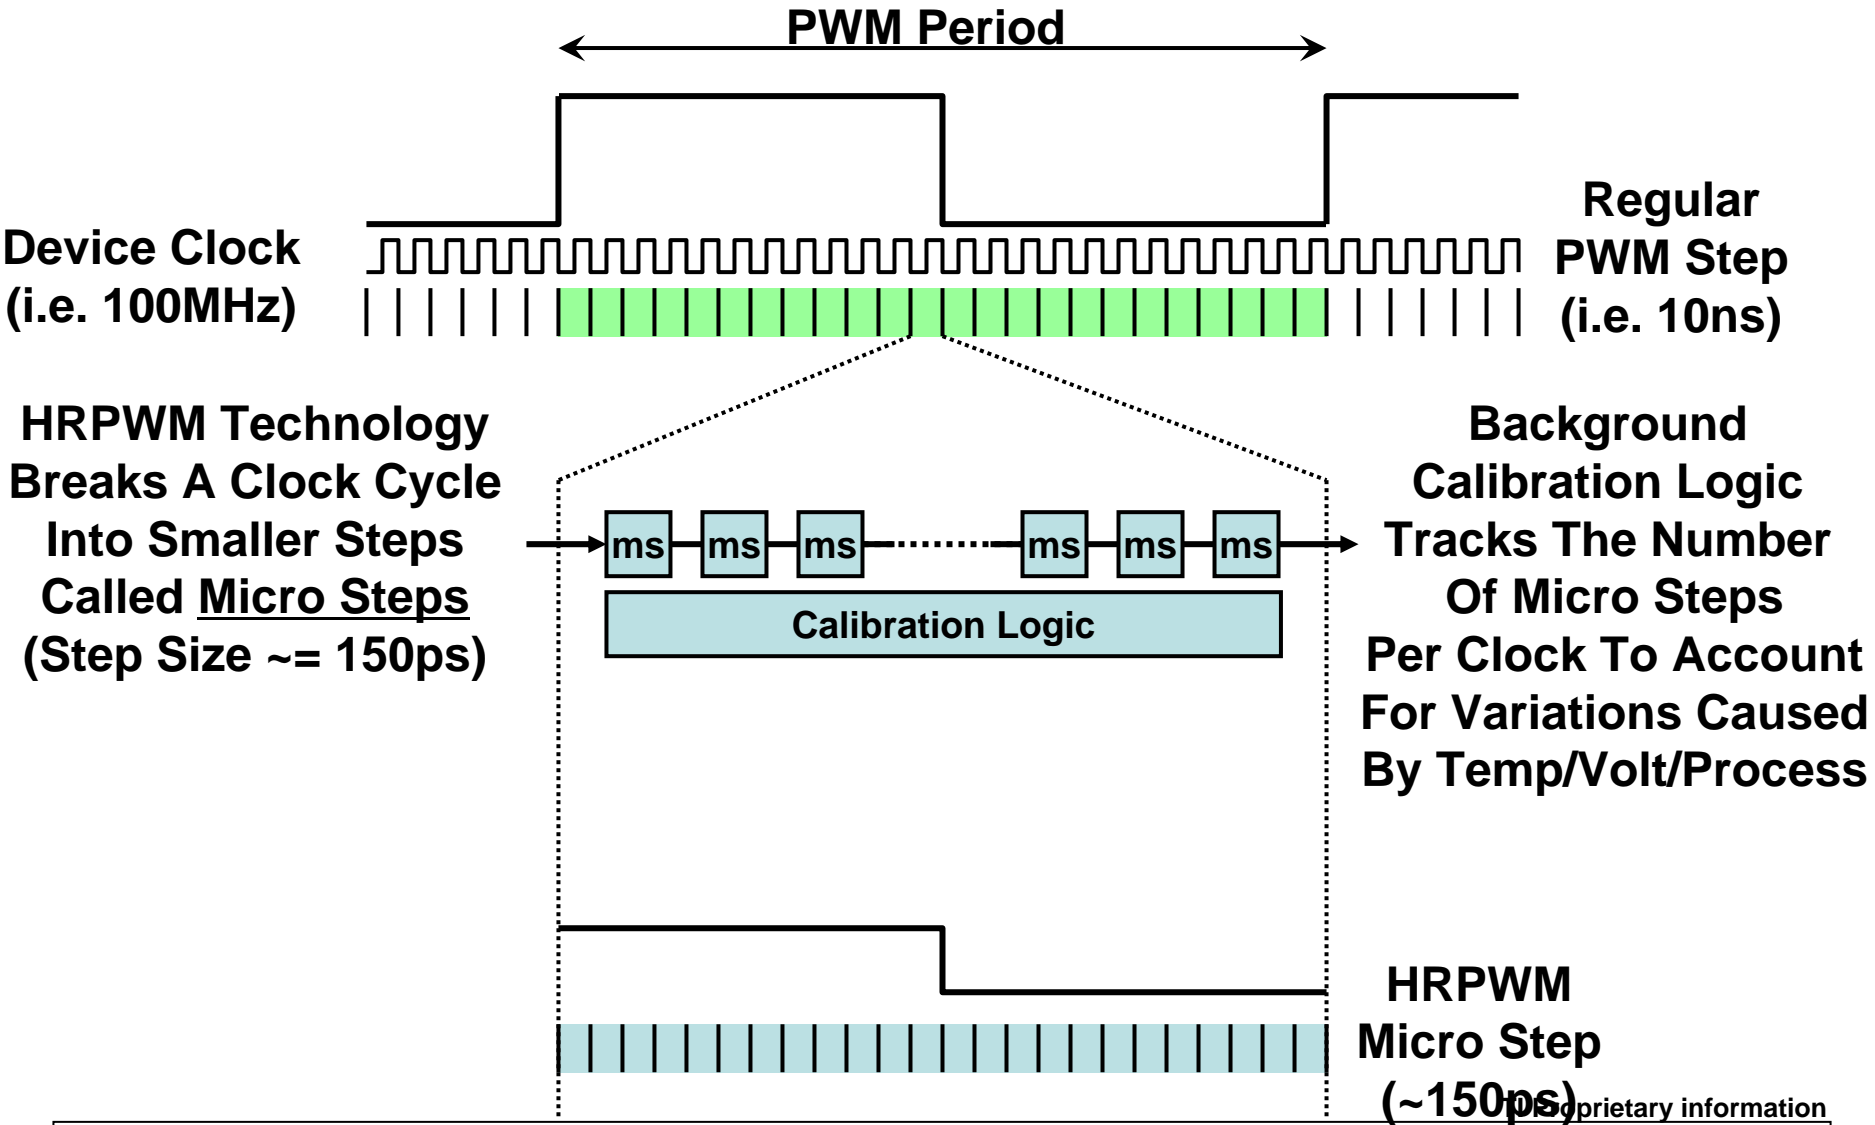 PWM Period
Device Clock
(i.e. 100MHz)
Regular
PWM Step
(i.e. 10ns)
HRPWM Technology
Breaks A Clock Cycle
Into Smaller Steps
Called Micro Steps
(Step Size ~= 150ps)
ms ms ms ms ms ms
Calibration Logic
Background
Calibration Logic
Tracks The Number
Of Micro Steps
Per Clock To Account
For Variations Caused
By Temp/Volt/Process
HRPWM
Micro Step
(~150ps)
TI Proprietary information